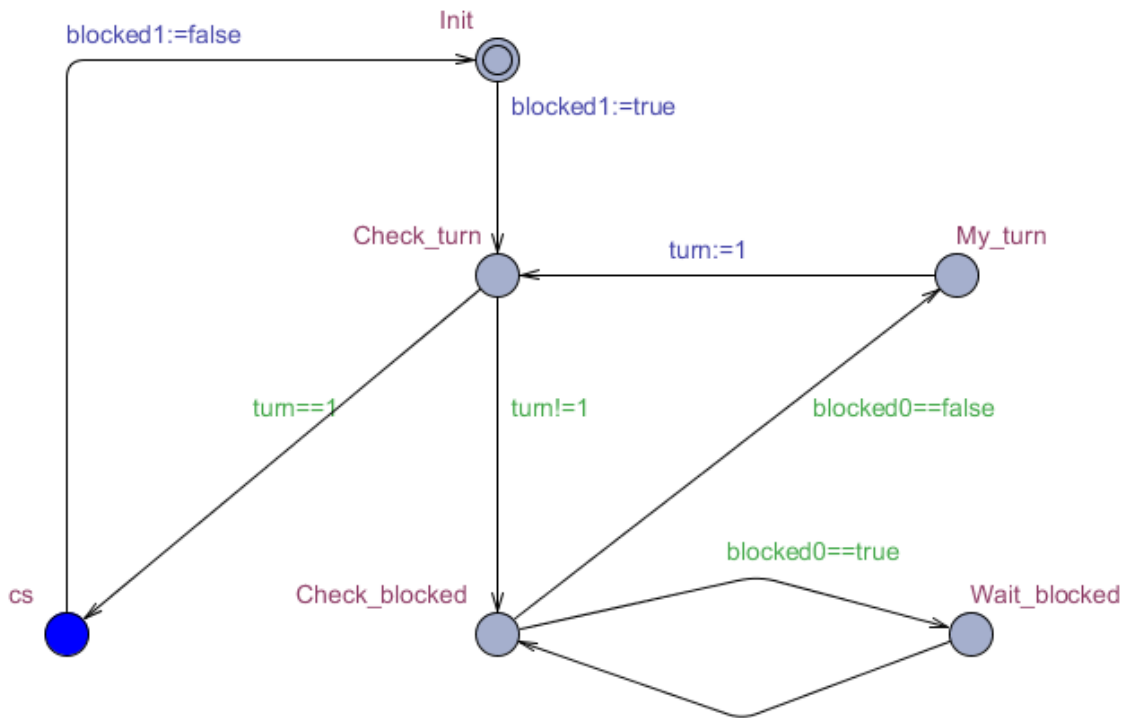 Init
blocked1:=false
blocked1:=true
Check_turn
My_turn
turn:=1
turn==1
turn!=1
blocked0==false
blocked0==true
cs
Check_blocked
Wait_blocked